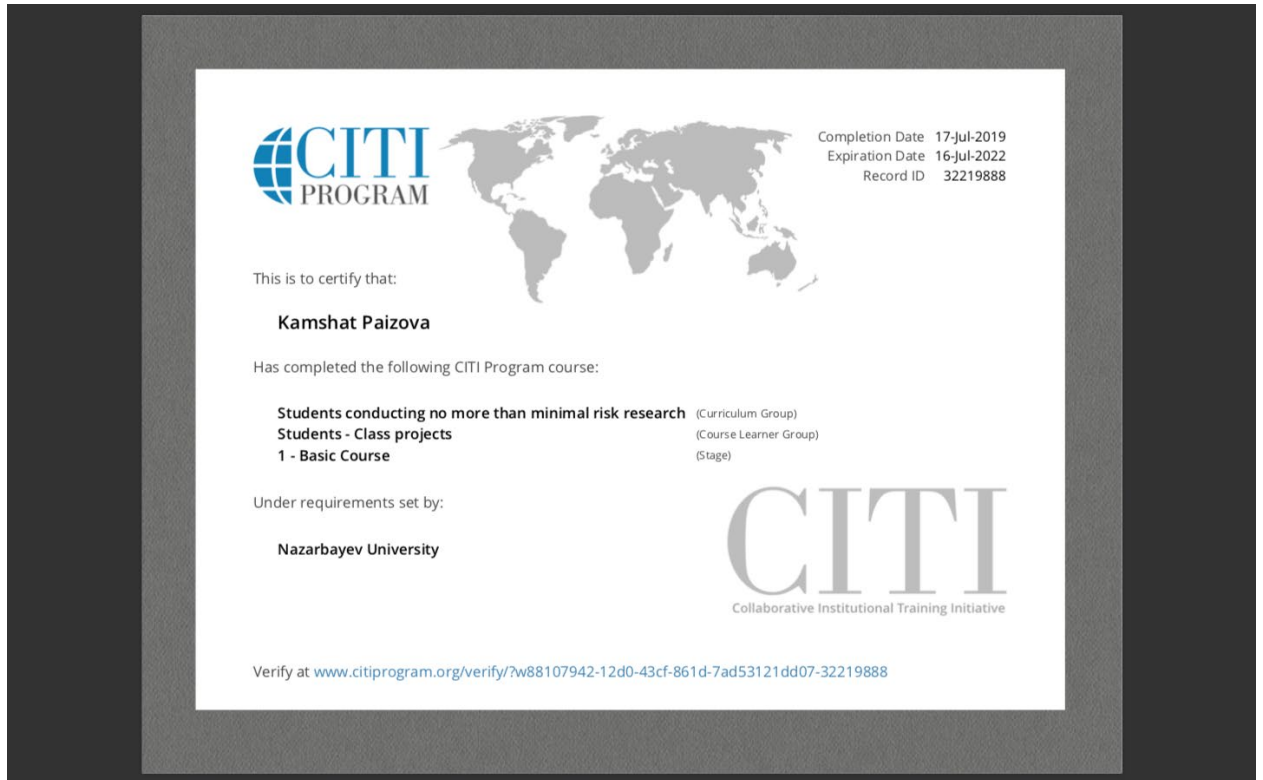 CITI
PROGRAM
Completion Date 17-Jul-2019
Expiration Date 16-Jul-2022
Record ID 32219888
This is to certify that:
Kamshat Paizova
Has completed the following CITI Program course:
Students conducting no more than minimal risk research (Curriculum Group)
Students - Class projects (Course Learner Group)
1 - Basic Course (Stage)
Under requirements set by:
Nazarbayev University
CITI
Collaborative Institutional Training Initiative
Verify at www.citiprogram.org/verify/?w88107942-12d0-43cf-861d-7ad53121dd07-32219888